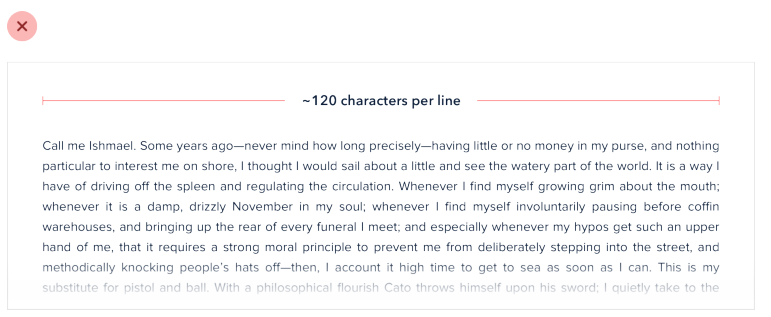 ~120 characters per line
Call me Ishmael. Some years ago—never mind how long precisely—having little or no money in my purse, and nothing
particular to interest me on shore, I thought I would sail about a little and see the watery part of the world. It is a way I
have of driving off the spleen and regulating the circulation. Whenever I find myself growing grim about the mouth;
whenever it is a damp, drizzly November in my soul; whenever I find myself involuntarily pausing before coffin
warehouses, and bringing up the rear of every funeral I meet; and especially whenever my hypos get such an upper
hand of me, that it requires a strong moral principle to prevent me from deliberately stepping into the street, and
methodically knocking people's hats off—then, I account it high time to get to sea as soon as I can. This is my
substitute for pistol and ball. With a philosophical flourish Cato throws himself upon his sword; I quietly take to the